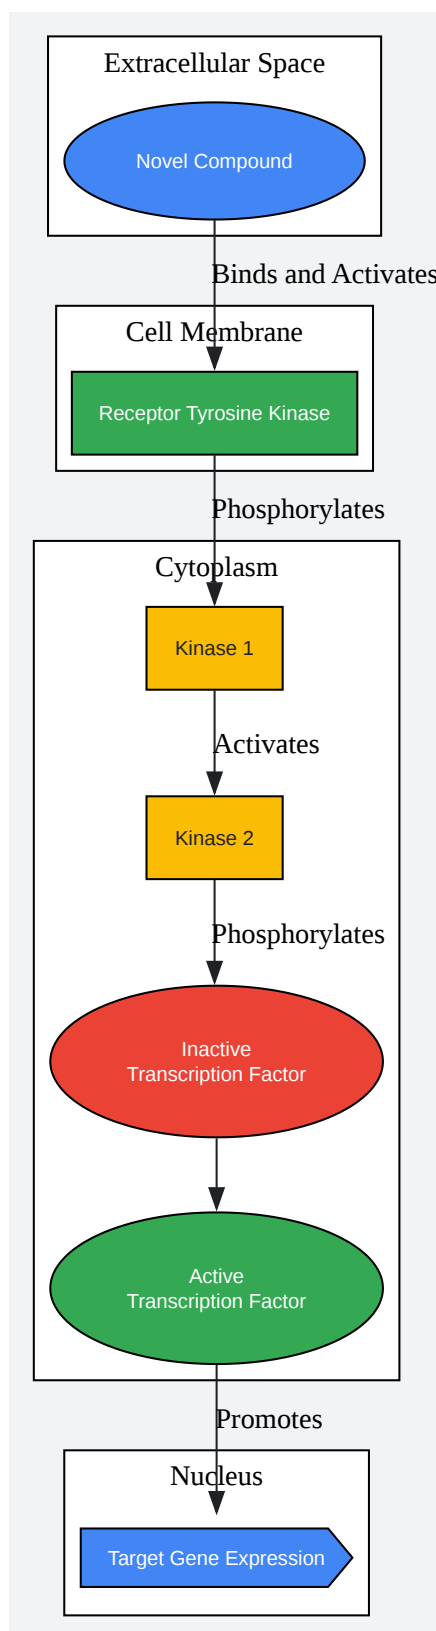 Extracellular Space
Novel Compound
Binds and Activates
Cell Membrane
Receptor Tyrosine Kinase
Phosphorylates
Cytoplasm
Kinase 1
Activates
Kinase 2
Phosphorylates
Inactive
Transcription Factor
Active
Transcription Factor
Promotes
Nucleus
Target Gene Expression